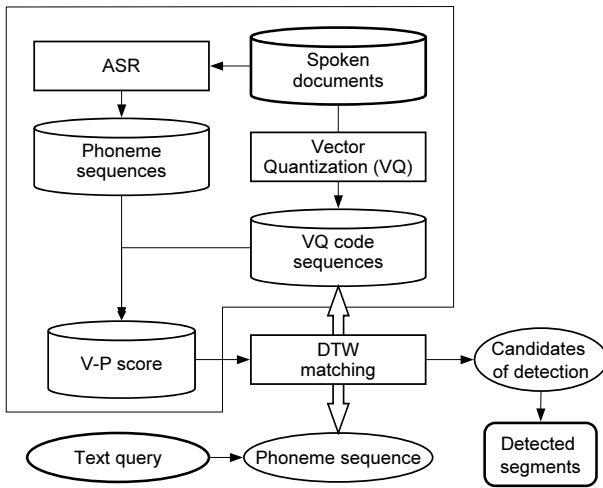 ASR
Spoken
documents
Phoneme
sequences
Vector
Quantization (VQ)
VQ code
sequences
V-P score
DTW
matching
Candidates
of detection
Text query
Phoneme sequence
Detected
segments